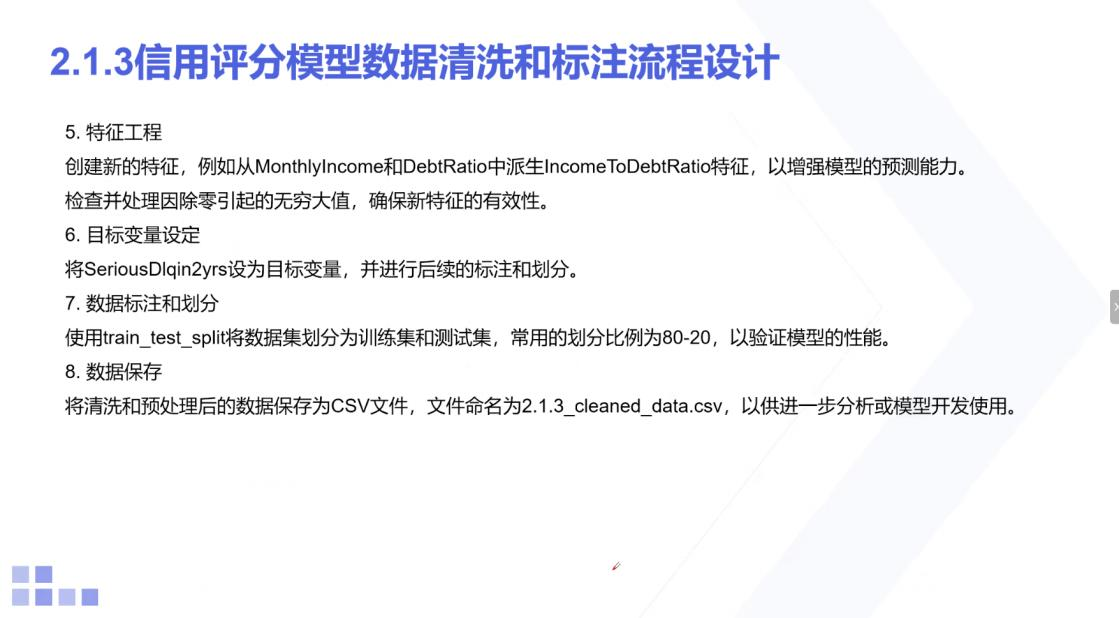 2.1.3信用评分模型数据清洗和标注流程设计
5. 特征工程
创建新的特征，例如从MonthlyIncome和DebtRatio中派生IncomeToDebtRatio特征，以增强模型的预测能力。
检查并处理因除零引起的无穷大值，确保新特征的有效性。
6. 目标变量设定
将SeriousDlqin2yrs设为目标变量，并进行后续的标注和划分。
7. 数据标注和划分
使用train_test_split将数据集划分为训练集和测试集，常用的划分比例为80-20，以验证模型的性能。
8. 数据保存
将清洗和预处理后的数据保存为CSV文件，文件命名为2.1.3_cleaned_data.csv，以供进一步分析或模型开发使用。